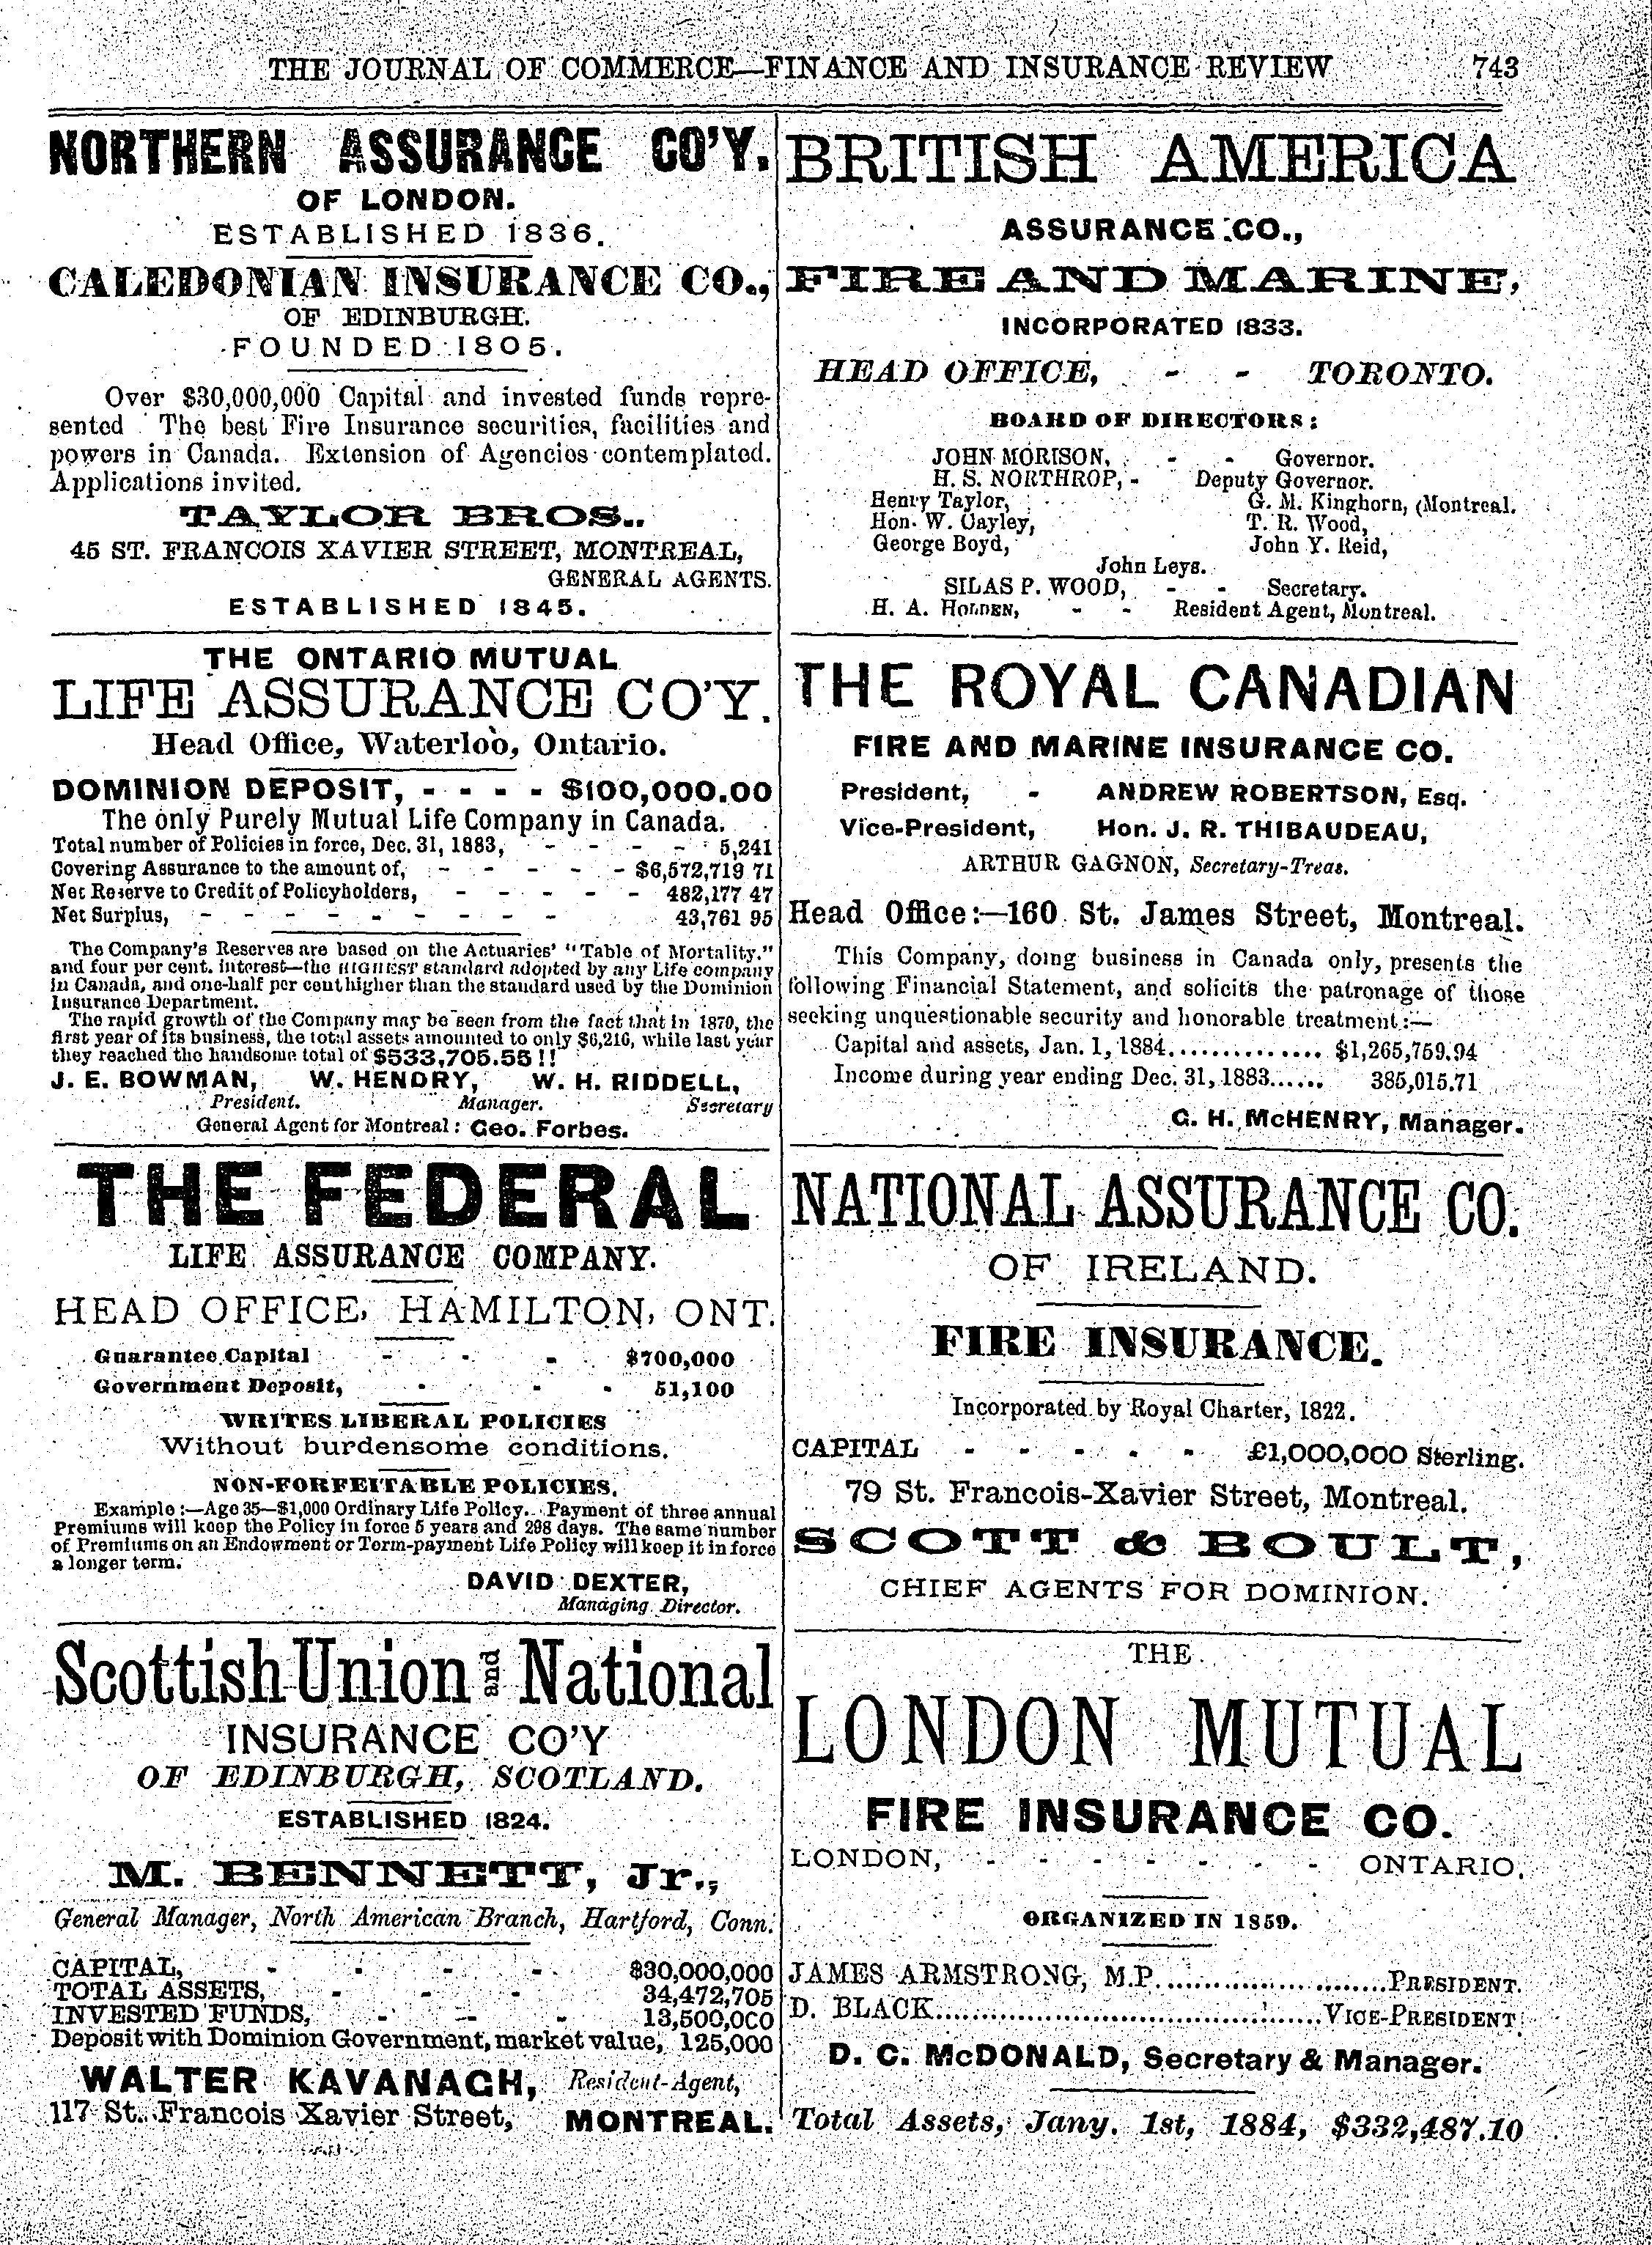 THE JOURNAL OF COMMERCE—FINANCE AND INSURANCE REVIEW 743
NORTHERN ASSURANCE CO'Y.
OF LONDON.
ESTABLISHED 1836.
CALEDONIAN INSURANCE CO.,
OF EDINBURGH.
FOUNDED 1805.
Over $30,000,000 Capital and invested funds repre-
sented The best Fire Insurance securities, facilities and
powers in Canada. Extension of Agencies contemplated.
Applications invited.
TAYLOR BROS..
45 ST. FRANCOIS XAVIER STREET, MONTREAL,
GENERAL AGENTS.
ESTABLISHED 1845.
THE ONTARIO MUTUAL
LIFE ASSURANCE CO'Y.
Head Office, Waterloo, Ontario.
DOMINION DEPOSIT, - - - - $100,000.00
The only Purely Mutual Life Company in Canada.
Total number of Policies in force, Dec. 31, 1883, - - - - 5,241
Covering Assurance to the amount of, - - - - - $6,572,719 71
Net Reserve to Credit of Policyholders, - - - - - 482,177 47
Net Surplus, - - - - - - - - - 43,761 95
The Company's Reserves are based on the Actuaries' "Table of Mortality."
and four per cent. interest—the HIGHEST standard adopted by any Life company
in Canada, and one-half per cent higher than the standard used by the Dominion
Insurance Department.
The rapid growth of the Company may be seen from the fact that in 1870, the
first year of its business, the total assets amounted to only $6,216, while last year
they reached the handsome total of $533,705.55!!
J. E. BOWMAN, W. HENDRY, W. H. RIDDELL,
President. Manager. Secretary
General Agent for Montreal: Geo. Forbes.
THE FEDERAL
LIFE ASSURANCE COMPANY.
HEAD OFFICE, HAMILTON, ONT.
Guarantee Capital - - - $700,000
Government Deposit, - - - 51,100
WRITES LIBERAL POLICIES
Without burdensome conditions.
NON-FORFEITABLE POLICIES.
Example:—Age 35—$1,000 Ordinary Life Policy. Payment of three annual
Premiums will keep the Policy in force 5 years and 298 days. The same number
of Premiums on an Endowment or Term-payment Life Policy will keep it in force
a longer term.
DAVID DEXTER,
Managing Director.
Scottish Union and National
INSURANCE CO'Y
OF EDINBURGH, SCOTLAND.
ESTABLISHED 1824.
M. BENNETT, Jr.,
General Manager, North American Branch, Hartford, Conn.
CAPITAL, - - - - $30,000,000
TOTAL ASSETS, - - - 34,472,705
INVESTED FUNDS, - - - 13,500,000
Deposit with Dominion Government, market value, 125,000
WALTER KAVANAGH, Resident-Agent,
117 St. Francois Xavier Street, MONTREAL.
BRITISH AMERICA
ASSURANCE CO.,
FIRE AND MARINE,
INCORPORATED 1833.
HEAD OFFICE, - - TORONTO.
BOARD OF DIRECTORS:
JOHN MORISON, - - Governor.
H. S. NORTHROP, - Deputy Governor.
Henry Taylor, G. M. Kinghorn, (Montreal.
Hon. W. Cayley, T. R. Wood,
George Boyd, John Y. Reid,
John Leys.
SILAS P. WOOD, - - Secretary.
H. A. HOLDEN, - - Resident Agent, Montreal.
THE ROYAL CANADIAN
FIRE AND MARINE INSURANCE CO.
President, - ANDREW ROBERTSON, Esq.
Vice-President, Hon. J. R. THIBAUDEAU,
ARTHUR GAGNON, Secretary-Treas.
Head Office:—160 St. James Street, Montreal.
This Company, doing business in Canada only, presents the
following Financial Statement, and solicits the patronage of those
seeking unquestionable security and honorable treatment:—
Capital and assets, Jan. 1, 1884.............. $1,265,759.94
Income during year ending Dec. 31, 1883...... 385,015.71
G. H. McHENRY, Manager.
NATIONAL ASSURANCE CO.
OF IRELAND.
FIRE INSURANCE.
Incorporated by Royal Charter, 1822.
CAPITAL - - - - - £1,000,000 Sterling.
79 St. Francois-Xavier Street, Montreal.
SCOTT & BOULT,
CHIEF AGENTS FOR DOMINION.
THE
LONDON MUTUAL
FIRE INSURANCE CO.
LONDON, - - - - - - - ONTARIO.
ORGANIZED IN 1859.
JAMES ARMSTRONG, M.P..........................PRESIDENT.
D. BLACK......................................VICE-PRESIDENT
D. C. McDONALD, Secretary & Manager.
Total Assets, Jany. 1st, 1884, $332,487.10